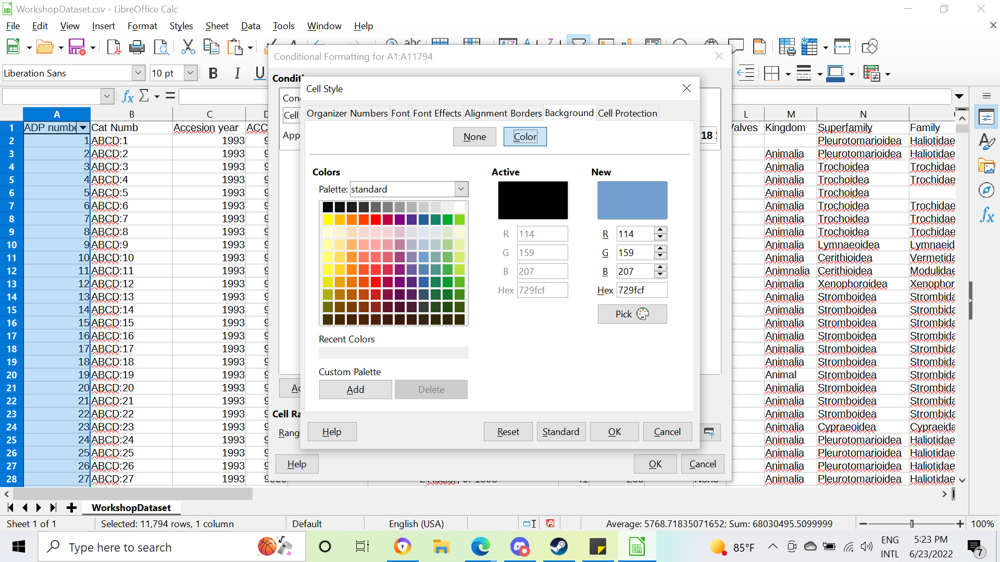 WorkshopDataset.csv - LibreOffice Calc
File Edit View Insert Format Styles Sheet Data Tools Window Help
Liberation Sans 10 pt B I U
Conditional Formatting for A1:A11794
Cell Style
Organizer Numbers Font Font Effects Alignment Borders Background Cell Protection
None Color
Colors Active New
Palette: standard
R 114 R 114
G 159 G 159
B 207 B 207
Hex 729fcf Hex 729fcf
Pick
Recent Colors
Custom Palette
Add Delete
Help Reset Standard OK Cancel
Help OK Cancel
Cell
18
A B C L M N
1 ADP numbe Cat Numb Accesion year ACC Valves Kingdom Superfamily Family
2 1 ABCD:1 1993 9 Pleurotomarioidea Haliotidae
3 2 ABCD:2 1993 9 Animalia Pleurotomarioidea Haliotidae
4 3 ABCD:3 1993 9 Animalia Trochoidea Trochidae
5 4 ABCD:4 1993 9 Animalia Trochoidea Trochidae
6 5 ABCD:5 1993 9 Animalia Trochoidea
7 6 ABCD:6 1993 9 Animalia Trochoidea Trochidae
8 7 ABCD:7 1993 9 Animalia Trochoidea Trochidae
9 8 ABCD:8 1993 9 Animalia Trochoidea Trochidae
10 9 ABCD:9 1993 9 Animalia Lymnaeoidea Lymnaeid
11 10 ABCD:10 1993 9 Animalia Cerithioidea Vermetida
12 11 ABCD:11 1993 9 Animnalia Cerithioidea Modulidae
13 12 ABCD:12 1993 9 Animalia Xenophoroidea Xenophor
14 13 ABCD:13 1993 9 Animalia Stromboidea Strombida
15 14 ABCD:14 1993 9 Animalia Stromboidea Strombida
16 15 ABCD:15 1993 9 Animalia Stromboidea Strombida
17 16 ABCD:16 1993 9 Animalia Stromboidea Strombida
18 17 ABCD:17 1993 9 Animalia Stromboidea Strombida
19 18 ABCD:18 1993 9 Animalia Stromboidea Strombida
20 19 ABCD:19 1993 9 Animal Stromboidea Strombida
21 20 ABCD:20 1993 9 Animalia Stromboidea Strombida
22 21 ABCD:21 1993 9 Animalia Stromboidea Strombida
23 22 ABCD:22 1993 9 Animalia Stromboidea Strombida
24 23 ABCD:23 1993 9 Animalia Cypraeoidea Cypraeida
25 24 ABCD:24 1993 9 Animalia Pleurotomarioidea Haliotidae
26 25 ABCD:25 1993 9 Animalia Pleurotomarioidea Haliotidae
27 26 ABCD:26 1993 9 Animalia Pleurotomarioidea Haliotidae
28 27 ABCD:27 1993 Animalia Pleurotomarioidea Haliotidae
WorkshopDataset
Sheet 1 of 1 Selected: 11,794 rows, 1 column Default English (USA) Average: 5768.71835071652; Sum: 68030495.5099999 100%
Type here to search 85°F ENG INTL 5:23 PM 6/23/2022 7